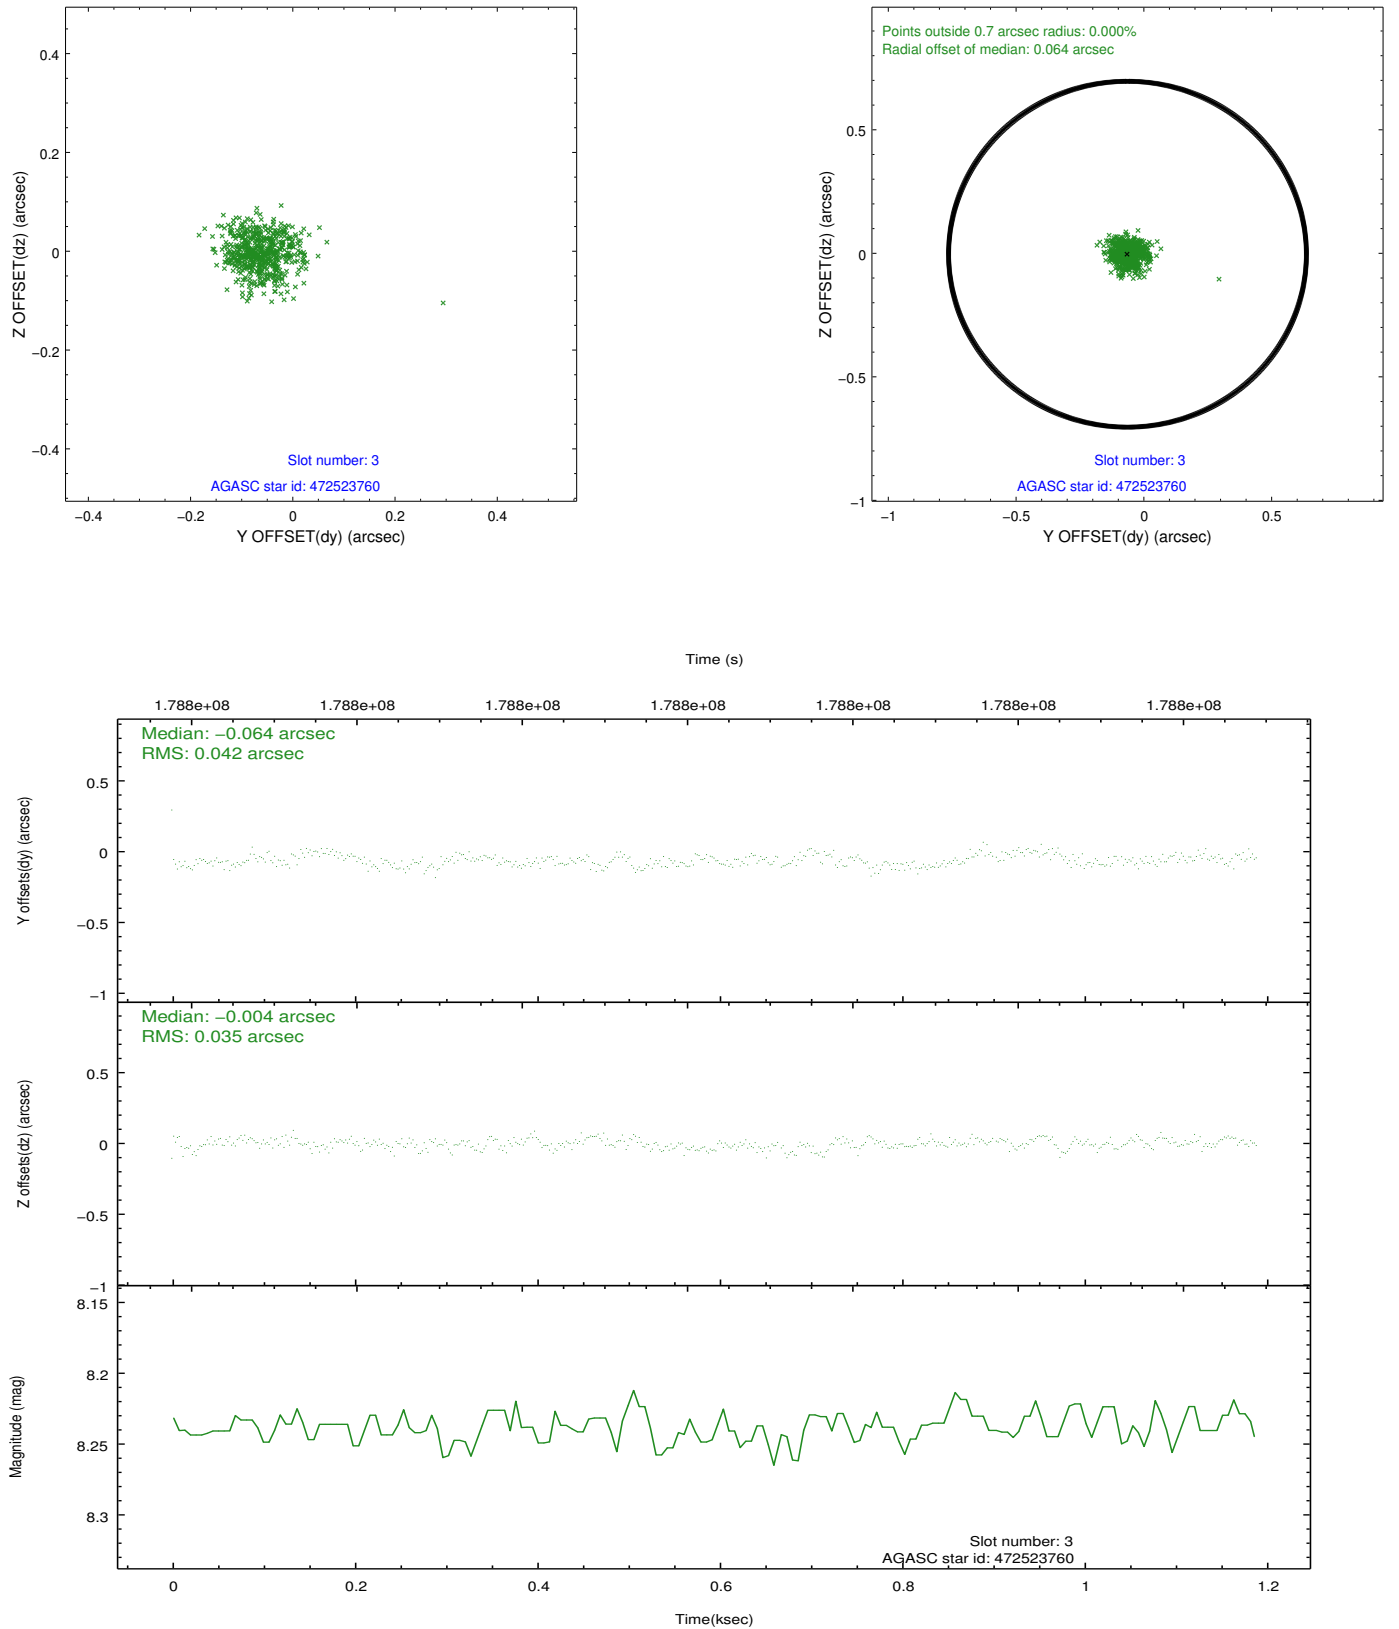 0.4
0.2
0
−0.2
−0.4
Z OFFSET(dz) (arcsec)
Slot number: 3
AGASC star id: 472523760
−0.4
−0.2
0
0.2
0.4
Y OFFSET(dy) (arcsec)
Points outside 0.7 arcsec radius: 0.000%
Radial offset of median: 0.064 arcsec
0.5
0
−0.5
−1
Z OFFSET(dz) (arcsec)
Slot number: 3
AGASC star id: 472523760
−1
−0.5
0
0.5
Y OFFSET(dy) (arcsec)
Time (s)
1.788e+08 1.788e+08 1.788e+08 1.788e+08 1.788e+08 1.788e+08 1.788e+08
Median: −0.064 arcsec
RMS: 0.042 arcsec
0.5
0
−0.5
−1
Y offsets(dy) (arcsec)
Median: −0.004 arcsec
RMS: 0.035 arcsec
0.5
0
−0.5
−1
Z offsets(dz) (arcsec)
8.15
8.2
8.25
8.3
Magnitude (mag)
Slot number: 3
AGASC star id: 472523760
0 0.2 0.4 0.6 0.8 1 1.2
Time(ksec)